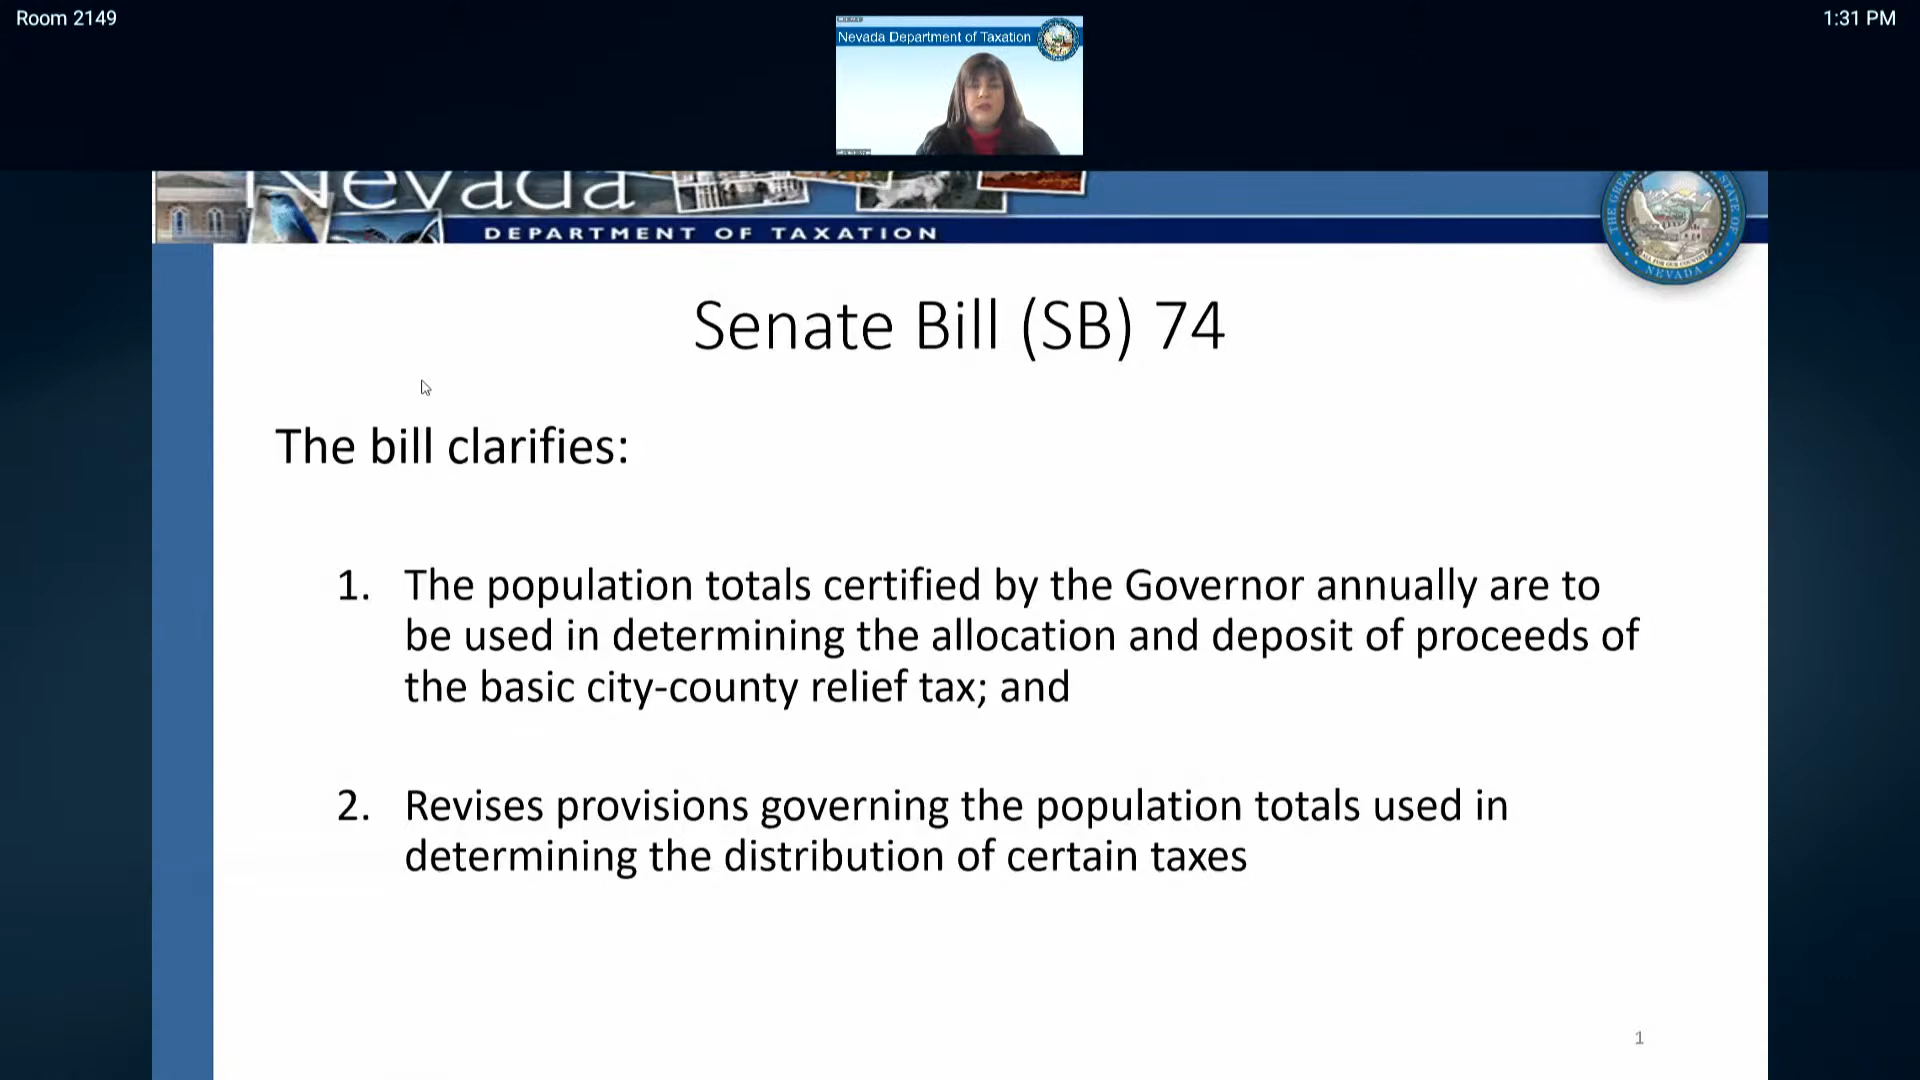 Room 2149
1:31 PM
Nevada Department of Taxation
Nevada
DEPARTMENT OF TAXATION
NEVADA
Senate Bill (SB) 74
The bill clarifies:
1. The population totals certified by the Governor annually are to
be used in determining the allocation and deposit of proceeds of
the basic city-county relief tax; and
2. Revises provisions governing the population totals used in
determining the distribution of certain taxes
1